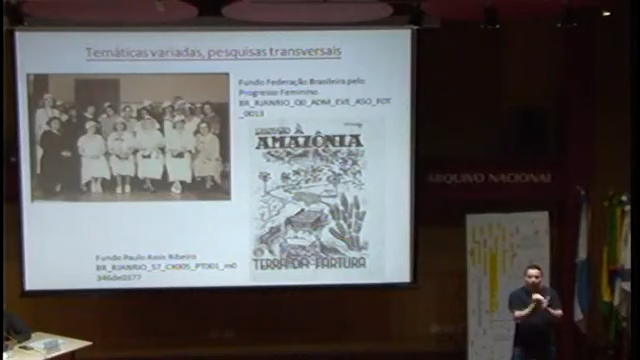 Temáticas variadas, pesquisas transversais
Fundo Federação Brasileira pelo
Progresso Feminino.
BR_RJANRIO_Q0_ADM_EVE_ASO_FOT
_0013
AMAZÔNIA
TERRA DA FARTURA
ARQUIVO NACIONAL
Fundo Paulo Assis Ribeiro
BR_RJANRIO_S7_CX005_PT001_m0
346de0377